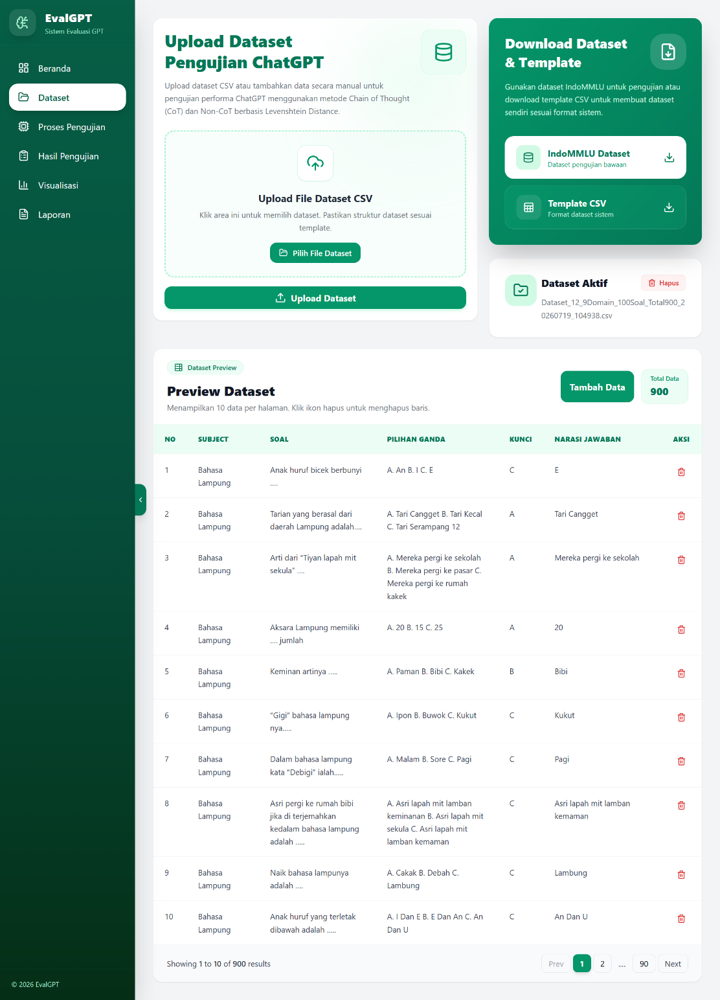 EvalGPT
Sistem Evaluasi GPT
Beranda
Dataset
Proses Pengujian
Hasil Pengujian
Visualisasi
Laporan
© 2026 EvalGPT
Upload Dataset
Pengujian ChatGPT
Upload dataset CSV atau tambahkan data secara manual untuk
pengujian performa ChatGPT menggunakan metode Chain of Thought
(CoT) dan Non-CoT berbasis Levenshtein Distance.
Upload File Dataset CSV
Klik area ini untuk memilih dataset. Pastikan struktur dataset sesuai
template.
Pilih File Dataset
Upload Dataset
Download Dataset
& Template
Gunakan dataset IndoMMLU untuk pengujian atau
download template CSV untuk membuat dataset
sendiri sesuai format sistem.
IndoMMLU Dataset
Dataset pengujian bawaan
Template CSV
Format dataset sistem
Dataset Aktif
Hapus
Dataset_12_9Domain_100Soal_Total900_2
0260719_104938.csv
Dataset Preview
Preview Dataset
Menampilkan 10 data per halaman. Klik ikon hapus untuk menghapus baris.
Tambah Data
Total Data
900
NO SUBJECT SOAL PILIHAN GANDA KUNCI NARASI JAWABAN AKSI
1 Bahasa Anak huruf bicek berbunyi A. An B. I C. E C E
Lampung ....
2 Bahasa Tarian yang berasal dari A. Tari Cangget B. Tari Kecal A Tari Cangget
Lampung daerah Lampung adalah.... C. Tari Serampang 12
3 Bahasa Arti dari “Tiyan lapah mit A. Mereka pergi ke sekolah A Mereka pergi ke sekolah
Lampung sekula” .... B. Mereka pergi ke pasar C.
Mereka pergi ke rumah
kakek
4 Bahasa Aksara Lampung memiliki A. 20 B. 15 C. 25 A 20
Lampung .... jumlah
5 Bahasa Keminan artinya ..... A. Paman B. Bibi C. Kakek B Bibi
Lampung
6 Bahasa “Gigi” bahasa lampung A. Ipon B. Buwok C. Kukut C Kukut
Lampung nya.....
7 Bahasa Dalam bahasa lampung A. Malam B. Sore C. Pagi C Pagi
Lampung kata “Debigi” ialah.....
8 Bahasa Asri pergi ke rumah bibi A. Asri lapah mit lamban C Asri lapah mit lamban
Lampung jika di terjemahkan keminanan B. Asri lapah mit kemaman
kedalam bahasa lampung sekula C. Asri lapah mit
adalah ..... lamban kemaman
9 Bahasa Naik bahasa lampunya A. Cakak B. Debah C. C Lambung
Lampung adalah .... Lambung
10 Bahasa Anak huruf yang terletak A. I Dan E B. E Dan An C. An C An Dan U
Lampung dibawah adalah ..... Dan U
Showing 1 to 10 of 900 results
Prev 1 2 ... 90 Next